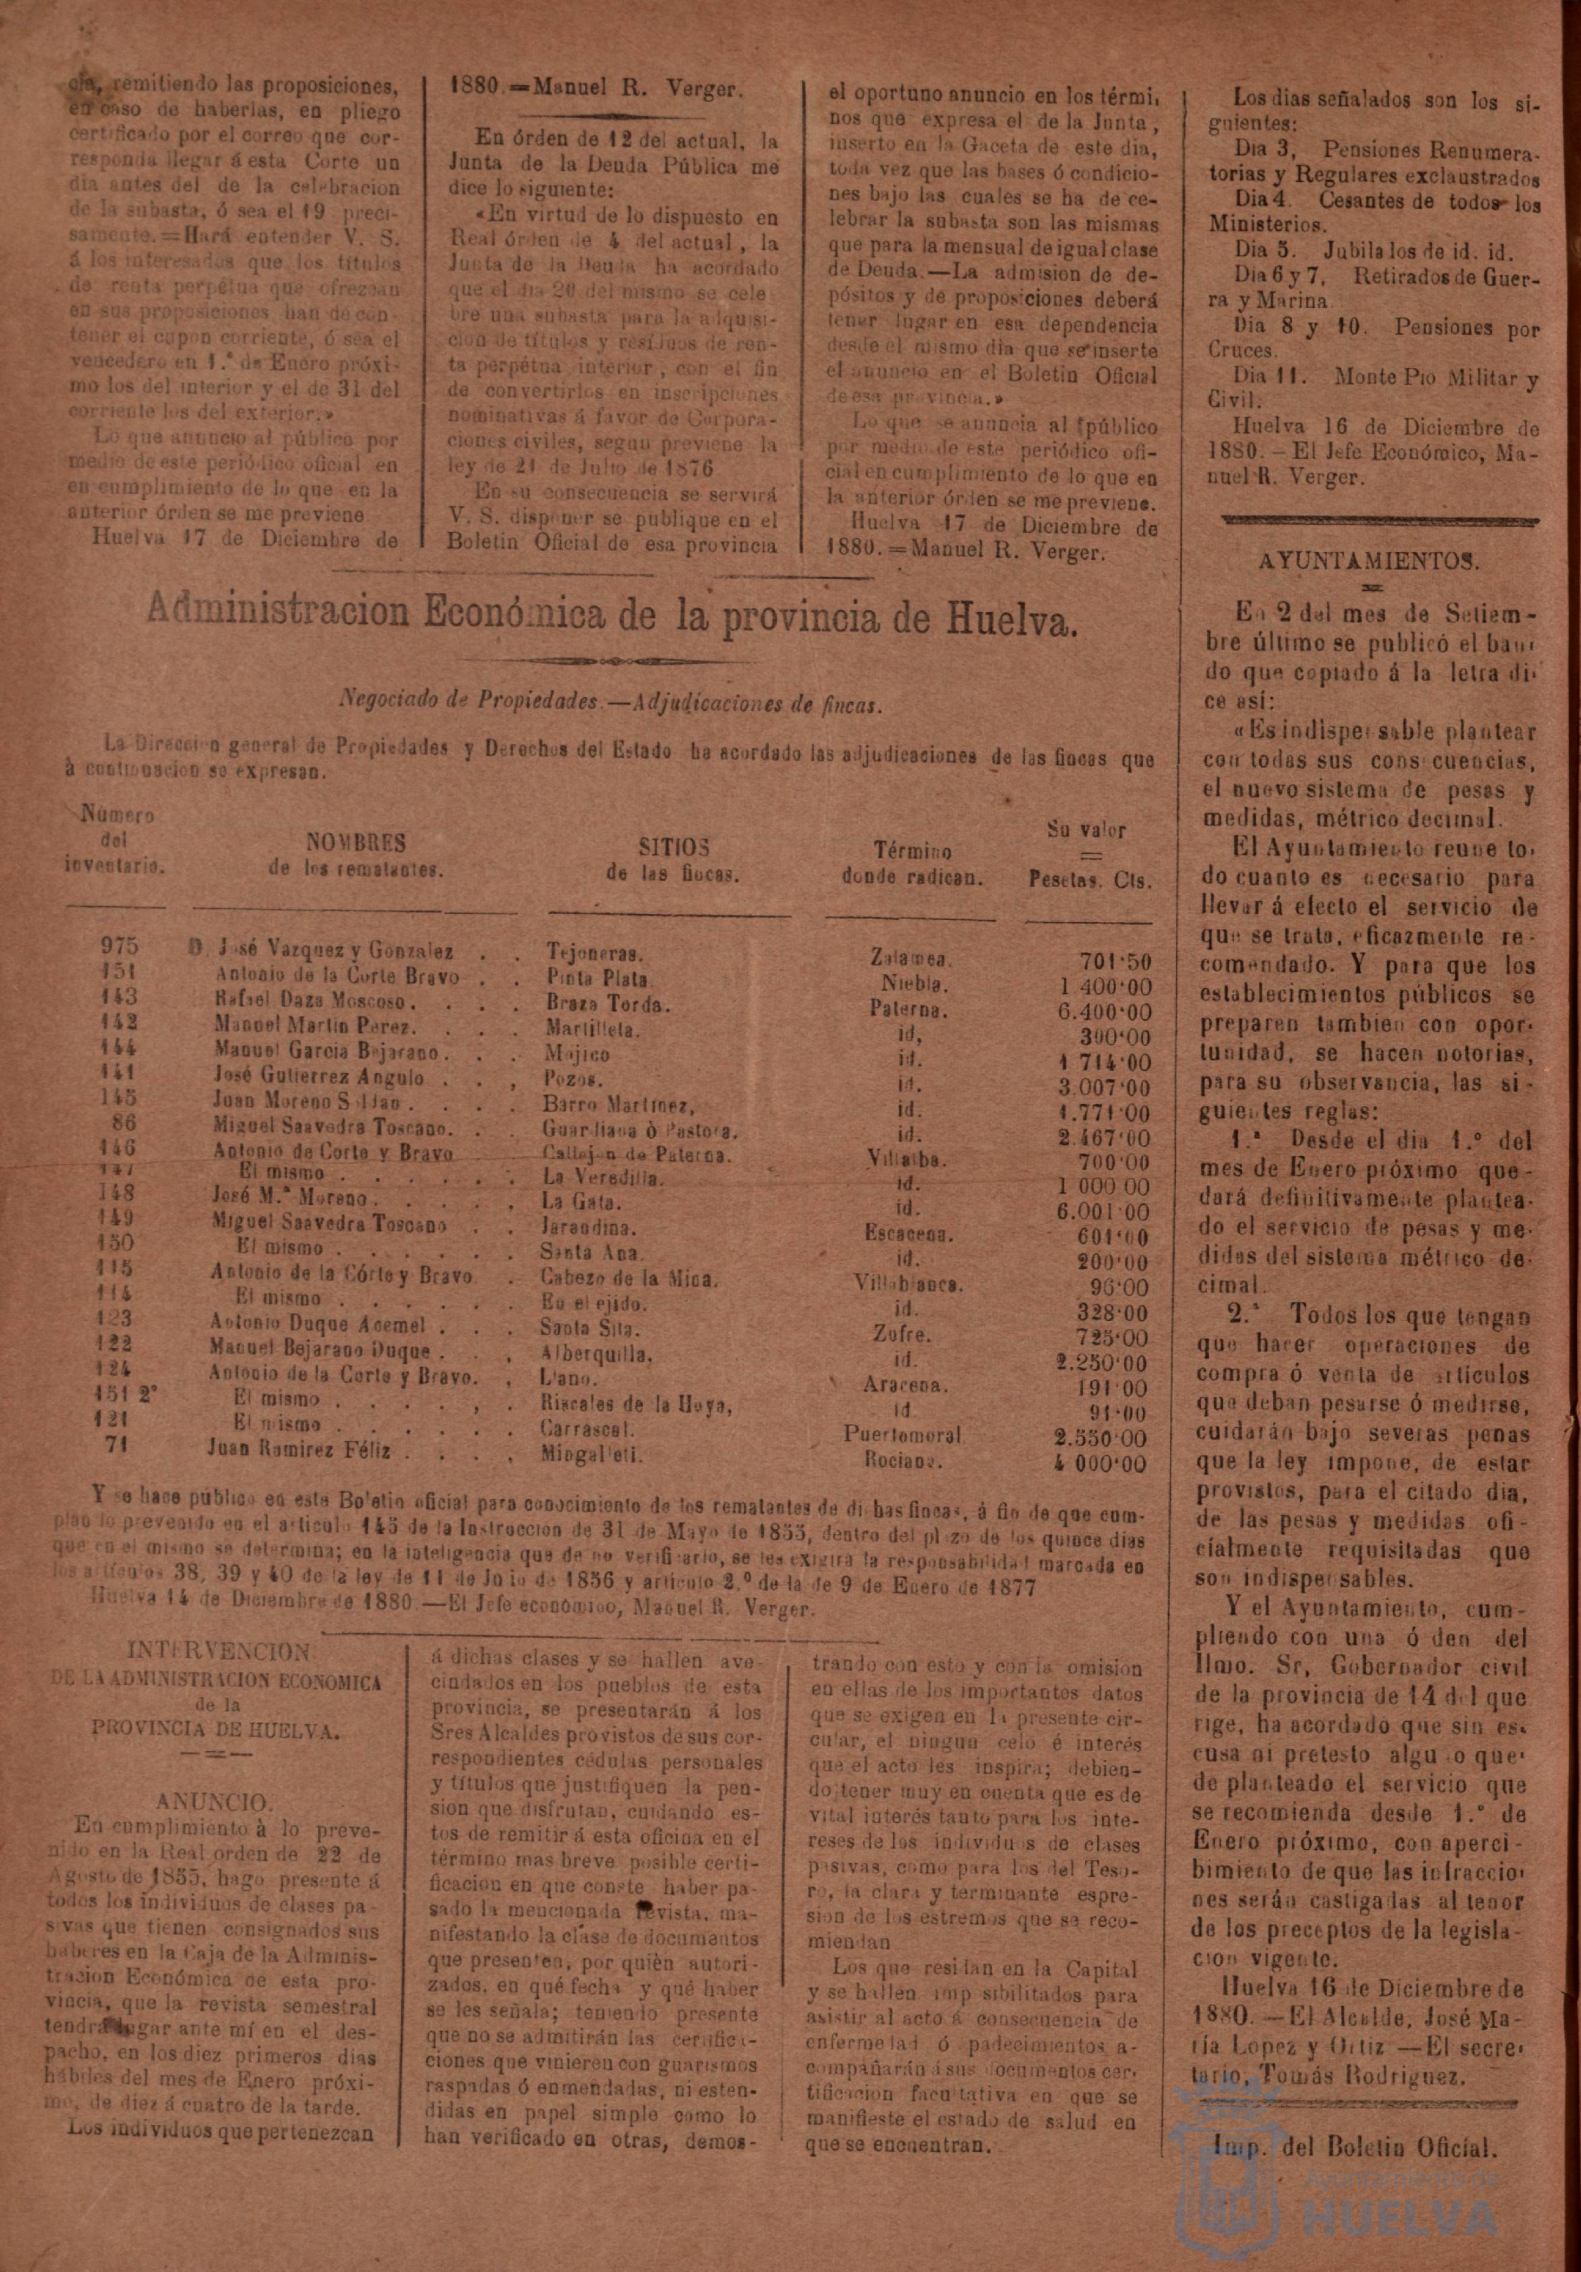 remitiendo las proposiciones,
en caso de haberlas, en pliego
certificado por el correo que cor-
responda llegar á esta Corte un
dia antes del de la celebracion
de la subasta, ó sea el 19 preci-
samente.=Hará entender V. S.
á los interesados que los títulos
de renta perpétua que ofrezcan
en sus proposiciones han de con-
tener el cupon corriente, ó sea el
vencedero en 1.º de Enero próxi-
mo los del interior y el de 31 del
corriente los del exterior.»
Lo que anuncio al público por
medio de este periódico oficial en
en cumplimiento de lo que en la
anterior órden se me previene
Huelva 17 de Diciembre de
1880.=Manuel R. Verger.
En órden de 12 del actual, la
Junta de la Deuda Pública me
dice lo siguiente:
«En virtud de lo dispuesto en
Real órden de 4 del actual, la
Junta de la Deuda ha acordado
que el dia 20 del mismo se cele
bre una subasta para la adquisi-
cion de títulos y residuos de ren-
ta perpétua interior, con el fin
de convertirlos en inscripciones
nominativas á favor de Corpora-
ciones civiles, segun previene la
ley de 21 de Julio de 1876
En su consecuencia se servirá
V. S. disponer se publique en el
Boletin Oficial de esa provincia
el oportuno anuncio en los térmi.
nos que expresa el de la Junta,
inserto en la Gaceta de este dia,
toda vez que las bases ó condicio-
nes bajo las cuales se ha de ce-
lebrar la subasta son las mismas
que para la mensual de igual clase
de Deuda.—La admision de de-
pósitos y de proposiciones deberá
tener lugar en esa dependencia
desde el mismo dia que se inserte
el anuncio en el Boletin Oficial
de esa provincia.»
Lo que se anuncia al público
por medio de este periódico ofi-
cial en cumplimiento de lo que en
la anterior órden se me previene.
Huelva 17 de Diciembre de
1880.=Manuel R. Verger.
Administracion Económica de la provincia de Huelva.
Negociado de Propiedades.—Adjudicaciones de fincas.
La Direccion general de Propiedades y Derechos del Estado ha acordado las adjudicaciones de las fincas que
à continuacion se expresan.
Número del inventario. NOMBRES de los rematantes. SITIOS de las fincas. Término donde radican. Su valor = Pesetas. Cts.
975 D. José Vazquez y Gonzalez . . Tejoneras. Zalamea. 701'50
151 Antonio de la Corte Bravo . . Pinta Plata. Niebla. 1 400'00
143 Rafael Daza Moscoso. . . . Braza Torda. Paterna. 6.400'00
142 Manuel Martin Perez. . . . Martilleta. id, 300'00
144 Manuel Garcia Bejarano. . . Mojico id. 1 714'00
141 José Gutierrez Angulo . . , Pozos. id. 3.007'00
145 Juan Moreno . . . . Barro Martinez, id. 1.771'00
86 Miguel Saavedra Toscano. . . Guardiana ò Pastora. id. 2.467'00
146 Antonio de Corte y Bravo Callejon de Paterna. Villalba. 700'00
147 El mismo . . . . . . La Veredilla. id. 1 000 00
148 José M.ª Moreno. . . . , La Gata. id. 6.001'00
149 Miguel Saavedra Toscano . . Jarandina. Escacena. 601'00
150 El mismo . . . . . . Santa Ana. id. 200'00
115 Antonio de la Córte y Bravo . Cabezo de la Mica. Villablanca. 96'00
114 El mismo . . . . . . En el ejido. id. 328'00
123 Antonio Duque Acemel . . . Santa Sita. Zufre. 725'00
122 Manuel Bejarano Duque . . , Alberquilla, id. 2.250'00
124 Antonio de la Corte y Bravo. , Llano. Aracena. 191'00
151 2º El mismo . . . . , . Riscales de la Hoya, id 91'00
121 El mismo . . . . . . Carrascal. Puertomoral 2.550'00
71 Juan Ramirez Féliz . . . , Rociana. 4 000'00
Y se hace público en este Boletin oficial para conocimiento de los rematantes de dichas fincas, á fin de que cum-
plan lo prevenido en el articulo 145 de la Instruccion de 31 de Mayo de 1855, dentro del plazo de los quince dias
que en el mismo se determina; en la inteligencia que de no verificarlo, se les exigirá la responsabilidad marcada en
los artículos 38, 39 y 40 de la ley de 11 de Julio de 1856 y artículo 2.º de la de 9 de Enero de 1877
Huelva 14 de Diciembre de 1880.—El Jefe económico, Manuel R. Verger.
INTERVENCION
DE LA ADMINISTRACION ECONOMICA
de la
PROVINCIA DE HUELVA.
ANUNCIO.
En cumplimiento à lo preve-
nido en la Real orden de 22 de
Agosto de 1855, hago presente á
todos los individuos de clases pa-
sivas que tienen consignados sus
haberes en la Caja de la Adminis-
tracion Económica de esta pro-
vincia, que la revista semestral
tendrá lugar ante mí en el des-
pacho, en los diez primeros dias
hábiles del mes de Enero próxi-
mo, de diez á cuatro de la tarde.
Los individuos que pertenezcan
á dichas clases y se hallen ave-
cindados en los pueblos de esta
provincia, se presentarán á los
Sres Alcaldes provistos de sus cor-
respondientes cédulas personales
y títulos que justifiquen la pen-
sion que disfrutan, cuidando es-
tos de remitir á esta oficina en el
término mas breve posible certi-
ficacion en que conste haber pa-
sado la mencionada revista, ma-
nifestando la clase de documentos
que presenten, por quièn autori-
zados, en qué fecha y qué haber
se les señala; teniendo presente
que no se admitirán las certifica-
ciones que vinieren con guarismos
raspadas ó enmendadas, ni esten-
didas en papel simple como lo
han verificado en otras, demos-
trando con esto y con la omision
en ellas de los importantes datos
que se exigen en la presente cir-
cular, el ningun celo é interés
que el acto les inspira; debien-
do tener muy en cuenta que es de
vital interés tanto para los inte-
reses de los individuos de clases
pasivas, como para los del Teso-
ro, la clara y terminante espre-
sion de los estremos que se reco-
miendan
Los que residan en la Capital
y se hallen imposibilitados para
asistir al acto á consecuencia de
enfermedad ó padecimientos a-
compañarán á sus documentos cer-
tificacion facultativa en que se
manifieste el estado de salud en
que se encuentran.
Los dias señalados son los si-
guientes:
Dia 3, Pensiones Renumera-
torias y Regulares exclaustrados
Dia 4. Cesantes de todos los
Ministerios.
Dia 5. Jubilados de id. id.
Dia 6 y 7, Retirados de Guer-
ra y Marina.
Dia 8 y 10. Pensiones por
Cruces.
Dia 11. Monte Pio Militar y
Civil.
Huelva 16 de Diciembre de
1880.—El Jefe Económico, Ma-
nuel R. Verger.
AYUNTAMIENTOS.
En 2 del mes de Setiem-
bre último se publicó el ban-
do que copiado á la letra di-
ce así:
«Es indispensable plantear
con todas sus consecuencias,
el nuevo sistema de pesas y
medidas, métrico decimal.
El Ayuntamiento reune to-
do cuanto es necesario para
llevar á efecto el servicio de
que se trata, eficazmente re-
comendado. Y para que los
establecimientos públicos se
preparen tambien con opor-
tunidad, se hacen notorias,
para su observancia, las si-
guientes reglas:
1.ª Desde el dia 1.º del
mes de Enero próximo que-
dará definitivamente plantea-
do el servicio de pesas y me-
didas del sistema métrico de-
cimal.
2.ª Todos los que tengan
que hacer operaciones de
compra ó venta de artículos
que deban pesarse ó medirse,
cuidarán bajo severas penas
que la ley impone, de estar
provistos, para el citado dia,
de las pesas y medidas ofi-
cialmente requisitadas que
son indispensables.
Y el Ayuntamiento, cum-
pliendo con una órden del
Ilmo. Sr, Gobernador civil
de la provincia de 14 del que
rige, ha acordado que sin es-
cusa ni pretesto alguno que-
de planteado el servicio que
se recomienda desde 1.º de
Enero próximo, con aperci-
bimiento de que las infraccio-
nes serán castigadas al tenor
de los preceptos de la legisla-
cion vigente.
Huelva 16 de Diciembre de
1880.—El Alcalde, José Ma-
ría Lopez y Ortiz—El secre-
tario, Tomás Rodriguez.
Imp. del Boletin Oficial.
Ayuntamiento de
HUELVA